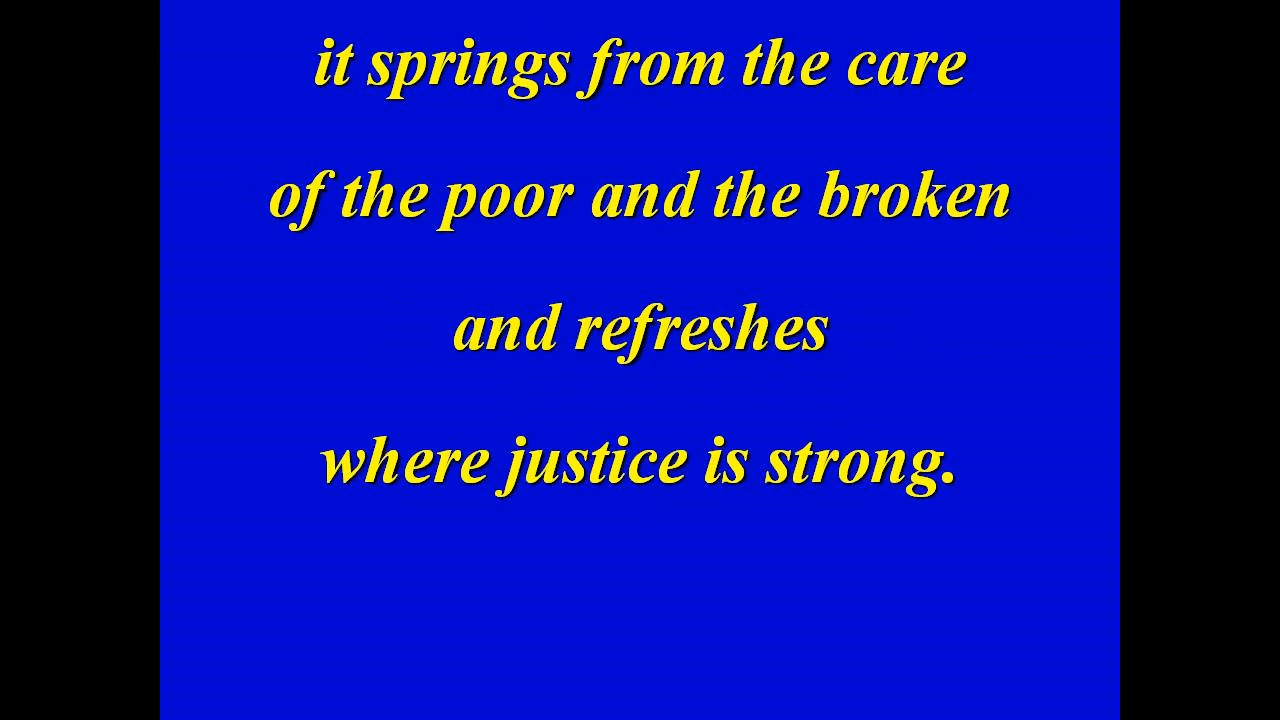 it springs from the care
of the poor and the broken
and refreshes
where justice is strong.